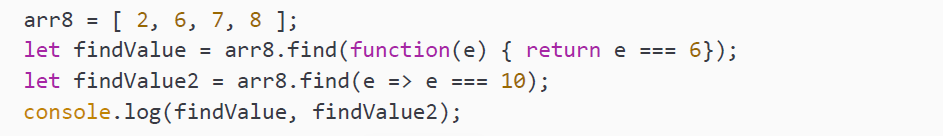 arr8 = [ 2, 6, 7, 8 ];
let findValue = arr8.find(function(e) { return e === 6});
let findValue2 = arr8.find(e => e === 10);
console.log(findValue, findValue2);